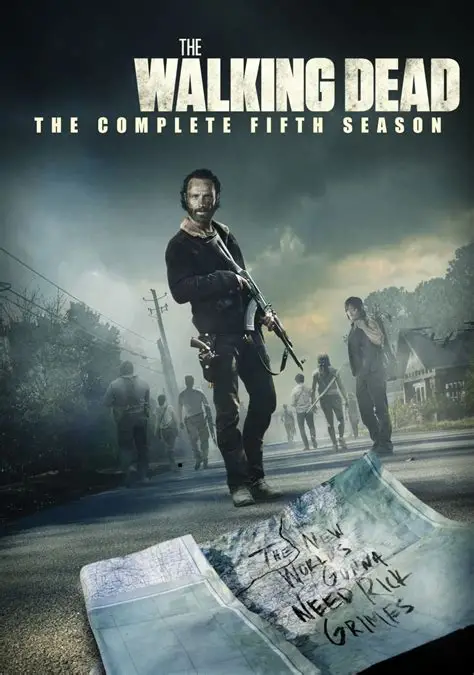 THE
WALKING DEAD
THE COMPLETE FIFTH SEASON
THE NEW
WORLD'S
GONNA
NEED RICK
GRIMES